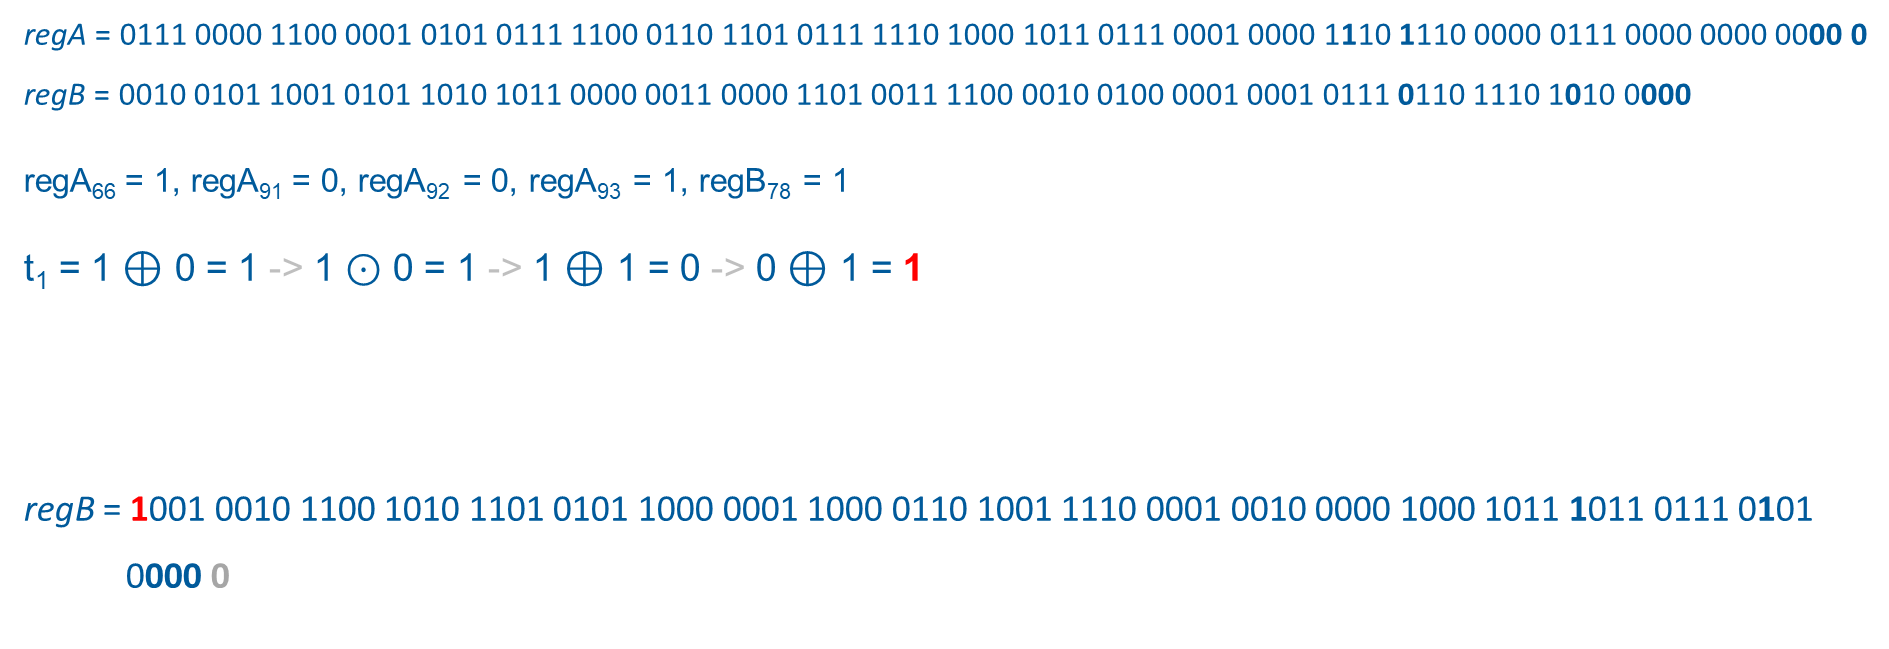 regA = 0111 0000 1100 0001 0101 0111 1100 0110 1101 0111 1110 1000 1011 0111 0001 0000 1110 1110 0000 0111 0000 0000 0000 0
regB = 0010 0101 1001 0101 1010 1011 0000 0011 0000 1101 0011 1100 0010 0100 0001 0001 0111 0110 1110 1010 0000
regA₆₆ = 1, regA₉₁ = 0, regA₉₂ = 0, regA₉₃ = 1, regB₇₈ = 1
t₁ = 1 ⊕ 0 = 1 -> 1 ⊙ 0 = 1 -> 1 ⊕ 1 = 0 -> 0 ⊕ 1 = 1
regB = 1001 0010 1100 1010 1101 0101 1000 0001 1000 0110 1001 1110 0001 0010 0000 1000 1011 1011 0111 0101
0000 0